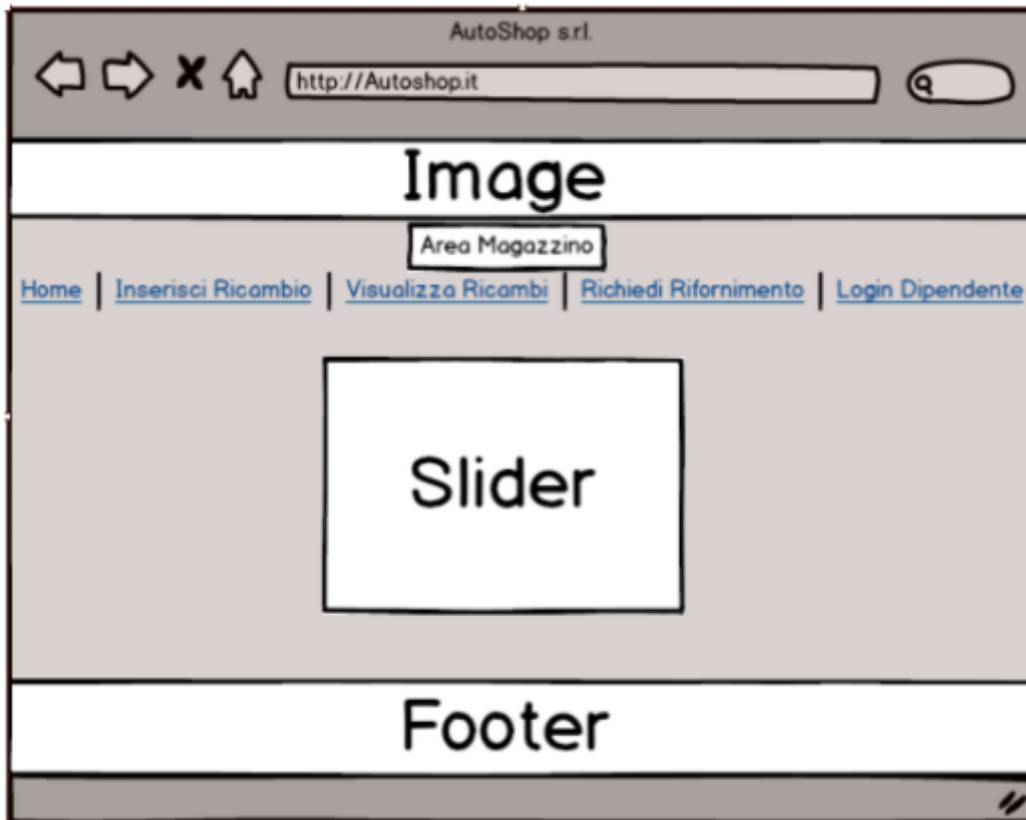 AutoShop s.r.l.
http://Autoshop.it
Image
Area Magazzino
Home | Inserisci Ricambio | Visualizza Ricambi | Richiedi Rifornimento | Login Dipendente
Slider
Footer